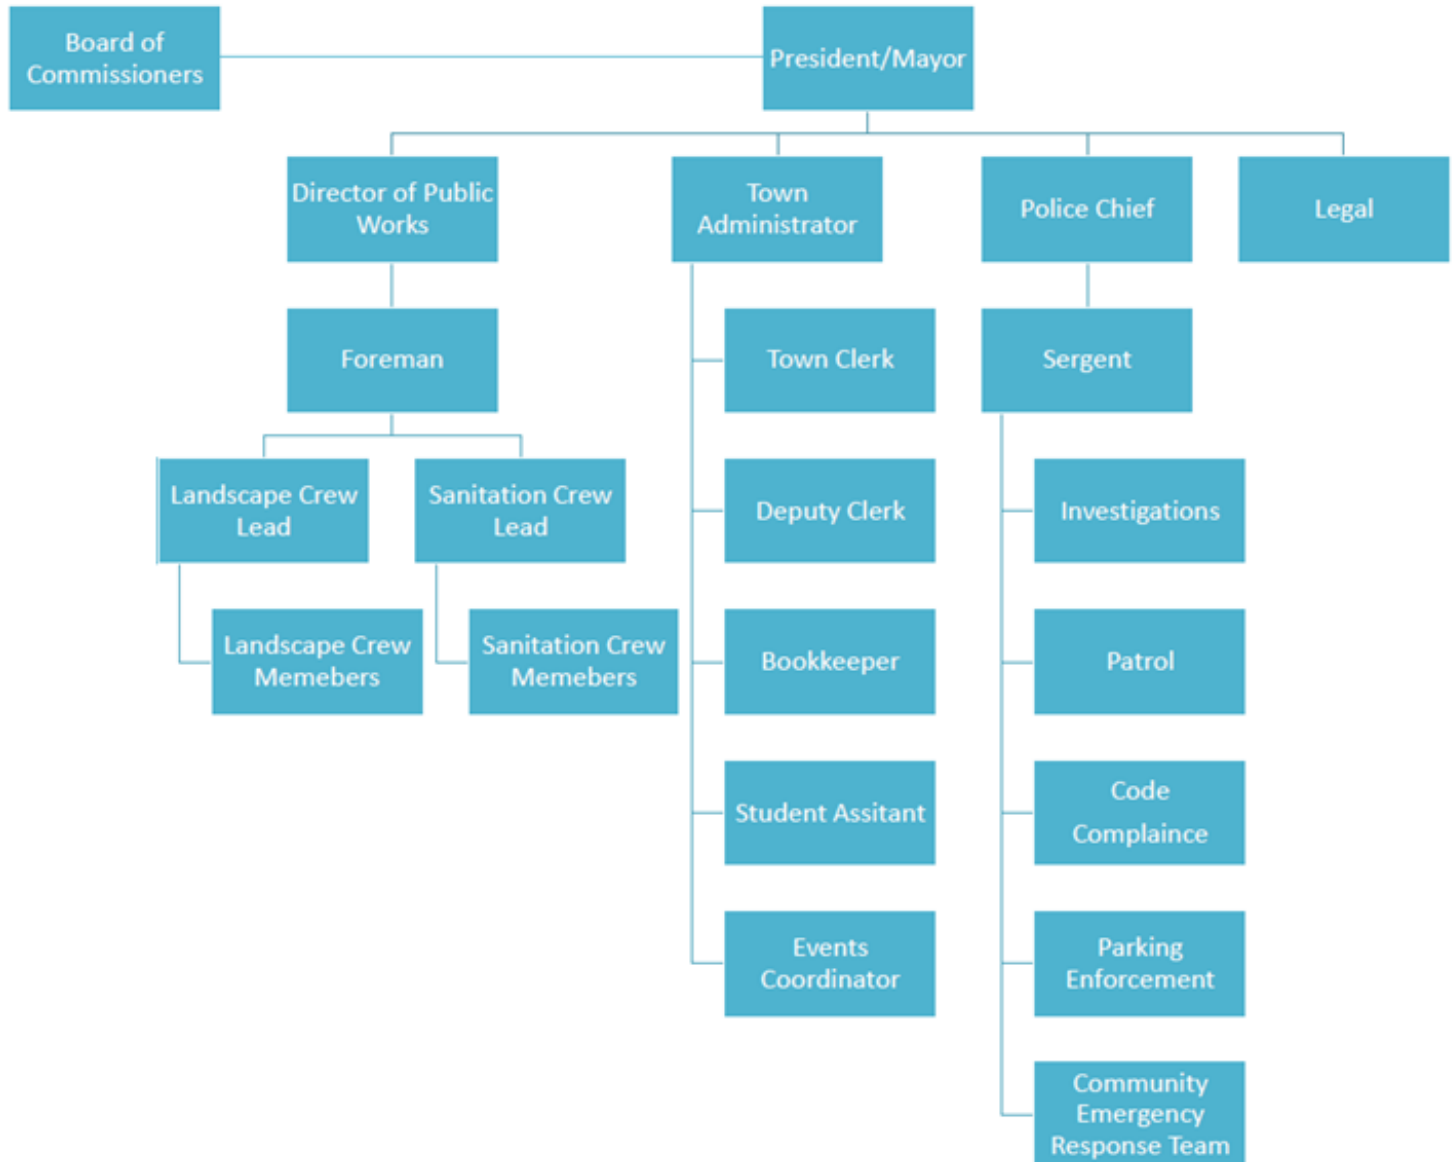 Board of
Commissioners
President/Mayor
Director of Public
Works
Town
Administrator
Police Chief
Legal
Foreman
Town Clerk
Sergent
Landscape Crew
Lead
Sanitation Crew
Lead
Deputy Clerk
Investigations
Landscape Crew
Memebers
Sanitation Crew
Memebers
Bookkeeper
Patrol
Student Assitant
Code
Complaince
Events
Coordinator
Parking
Enforcement
Community
Emergency
Response Team